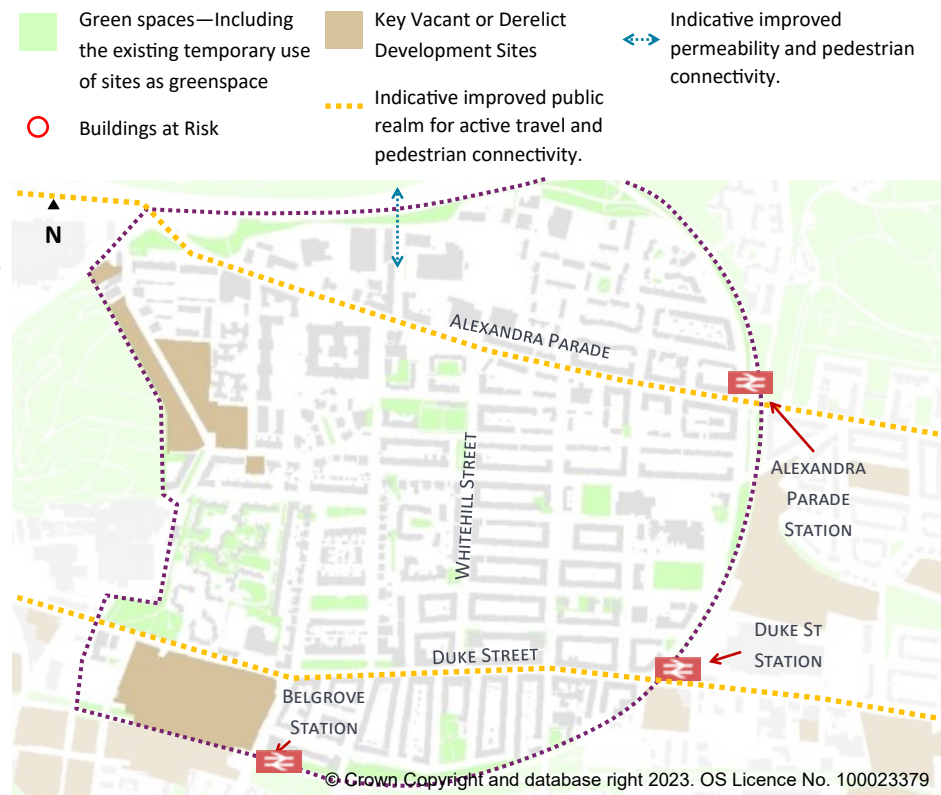 Green spaces—Including
the existing temporary use
of sites as greenspace
Buildings at Risk
Key Vacant or Derelict
Development Sites
Indicative improved public
realm for active travel and
pedestrian connectivity.
Indicative improved
permeability and pedestrian
connectivity.
N
ALEXANDRA PARADE
WHITEHILL STREET
ALEXANDRA
PARADE
STATION
DUKE STREET
DUKE ST
STATION
BELGROVE
STATION
© Crown Copyright and database right 2023. OS Licence No. 100023379